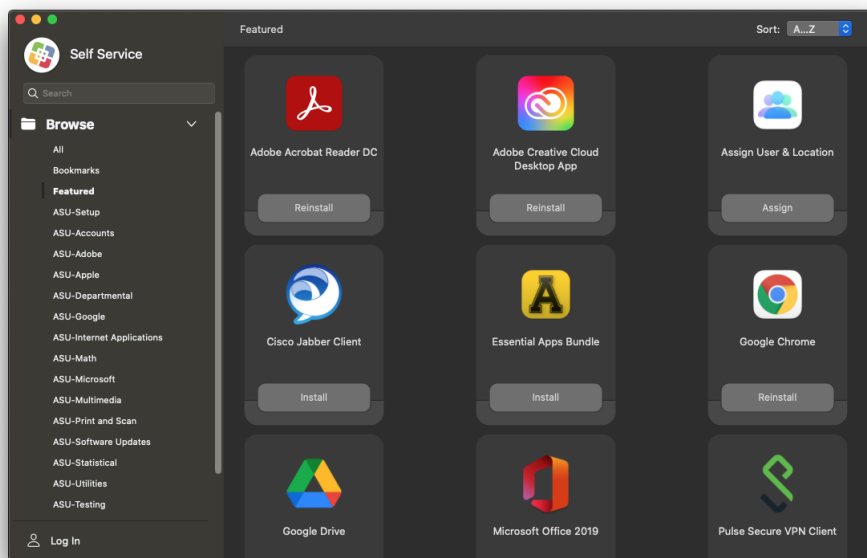 Self Service
Search
Browse
All
Bookmarks
Featured
ASU-Setup
ASU-Accounts
ASU-Adobe
ASU-Apple
ASU-Departmental
ASU-Google
ASU-Internet Applications
ASU-Math
ASU-Microsoft
ASU-Multimedia
ASU-Print and Scan
ASU-Software Updates
ASU-Statistical
ASU-Utilities
ASU-Testing
Log In
Featured
Sort: A...Z
Adobe Acrobat Reader DC
Reinstall
Adobe Creative Cloud
Desktop App
Reinstall
Assign User & Location
Assign
Cisco Jabber Client
Install
A
Essential Apps Bundle
Install
Google Chrome
Reinstall
Google Drive
Microsoft Office 2019
Pulse Secure VPN Client